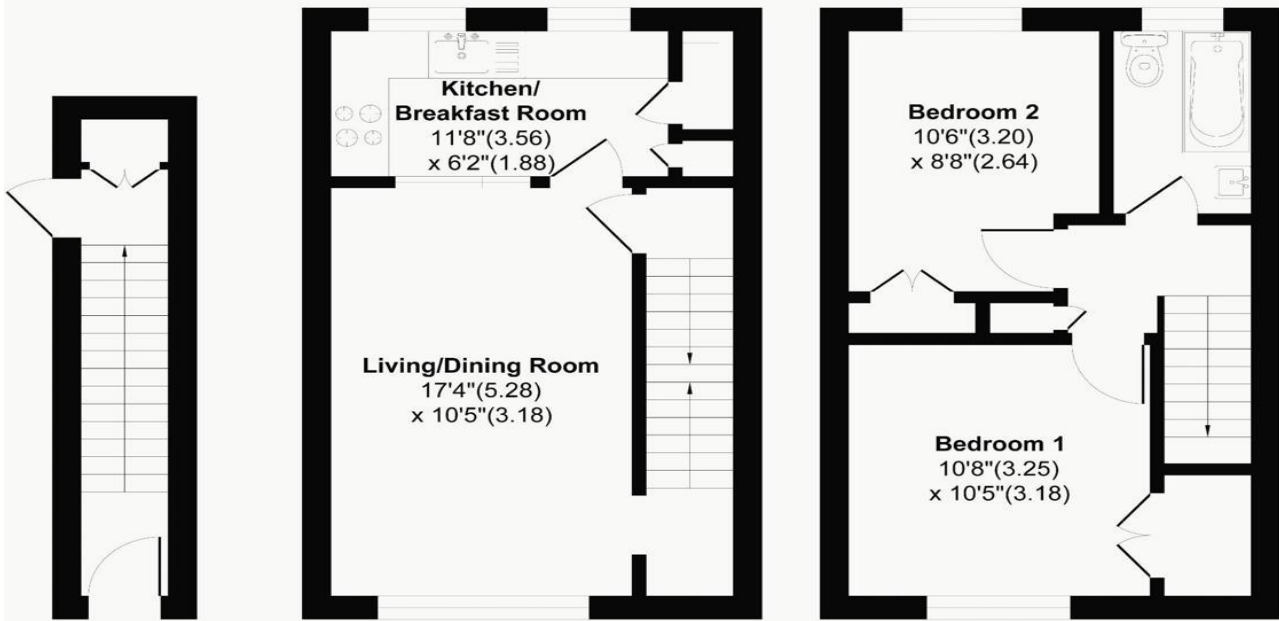 Kitchen/
Breakfast Room
11'8"(3.56)
x 6'2"(1.88)
Living/Dining Room
17'4"(5.28)
x 10'5"(3.18)
Bedroom 2
10'6"(3.20)
x 8'8"(2.64)
Bedroom 1
10'8"(3.25)
x 10'5"(3.18)